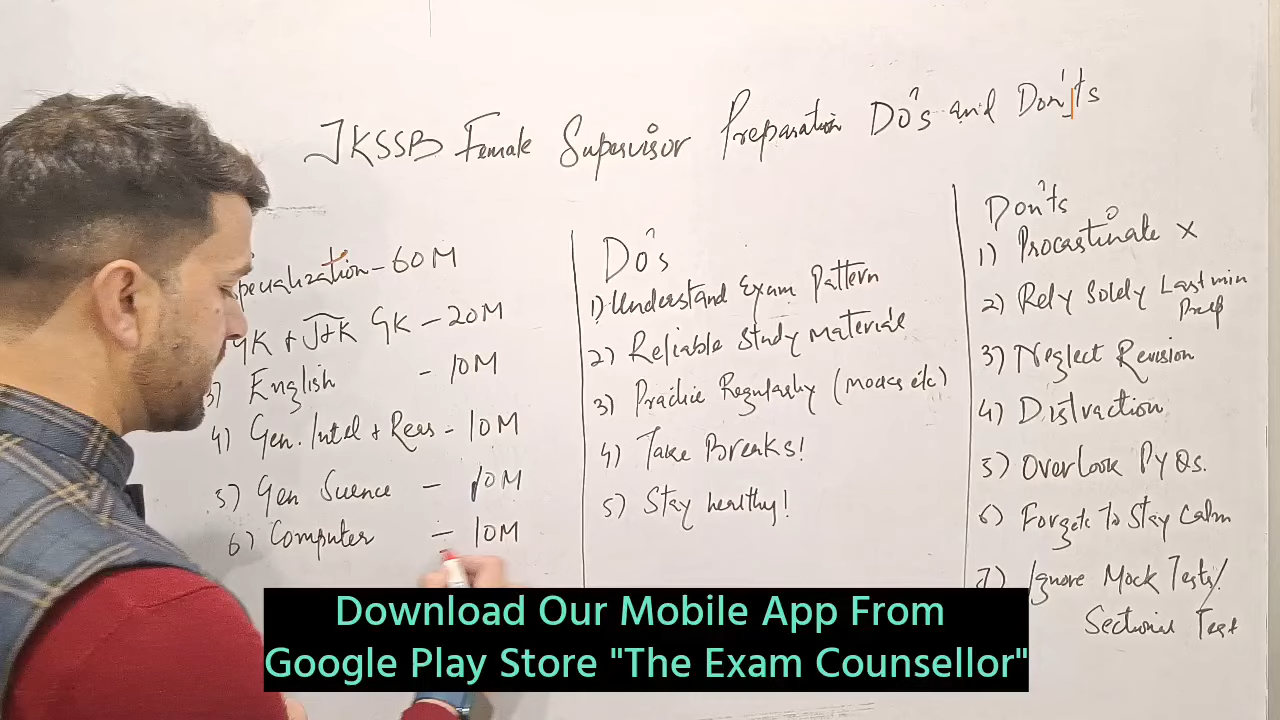 JKSSB Female Supervisor Preparation Do's and Don'ts
pecialization - 60M
GK + J+K GK - 20M
3) English - 10M
4) Gen. Intel + Reas - 10M
5) Gen Science - 10M
6) Computer - 10M
Do's
1) Understand Exam Pattern
2) Reliable Study Material
3) Practice Regularly (mocks etc)
4) Take Breaks!
5) Stay healthy!
Don'ts
1) Procastinate x
2) Rely Solely Last min
Prep
3) Neglect Revision
4) Distraction
5) Overlook PYQs.
6) Forget To Stay Calm
7) Ignore Mock Tests/
Sectional Test
Download Our Mobile App From
Google Play Store "The Exam Counsellor"